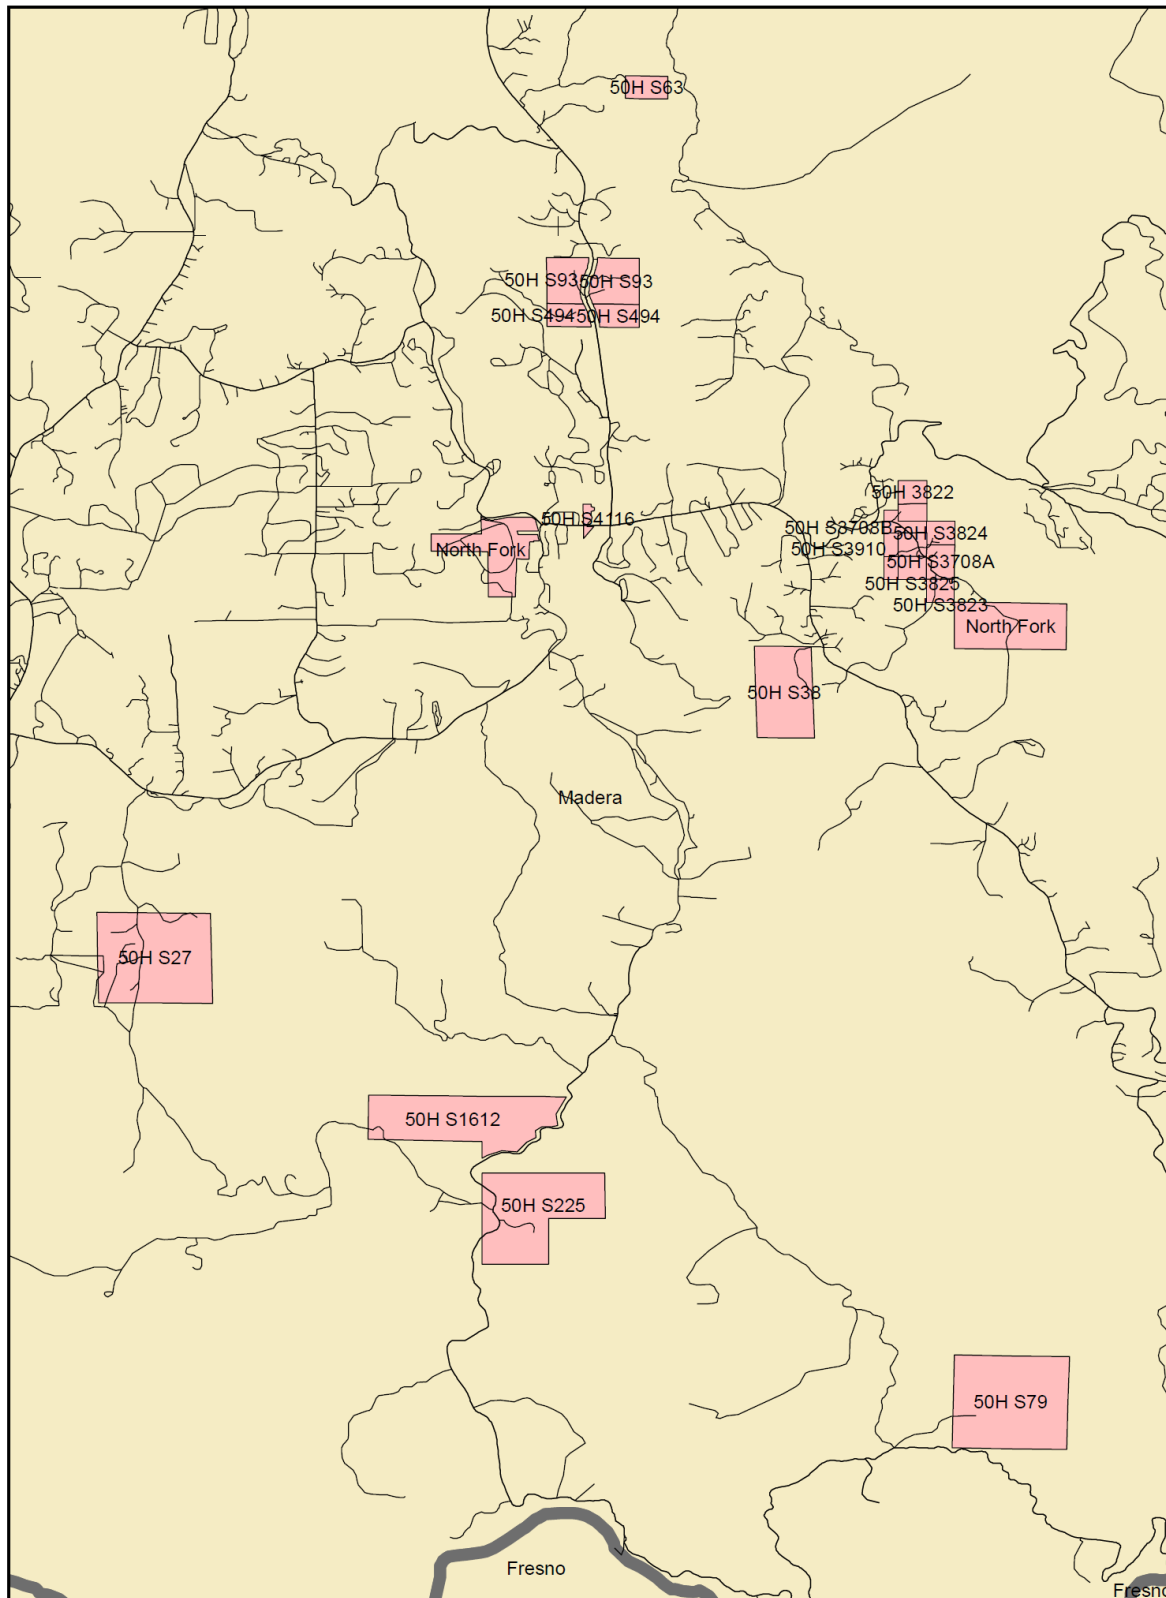 50H S63
50H S93 50H S93
50H S494 50H S494
50H 3822
50H S4116
50H S3708B
50H S3824
North Fork
50H S3910
50H S3708A
50H S3825
50H S3823
North Fork
50H S38
Madera
50H S27
50H S1612
50H S225
50H S79
Fresno
Fresno